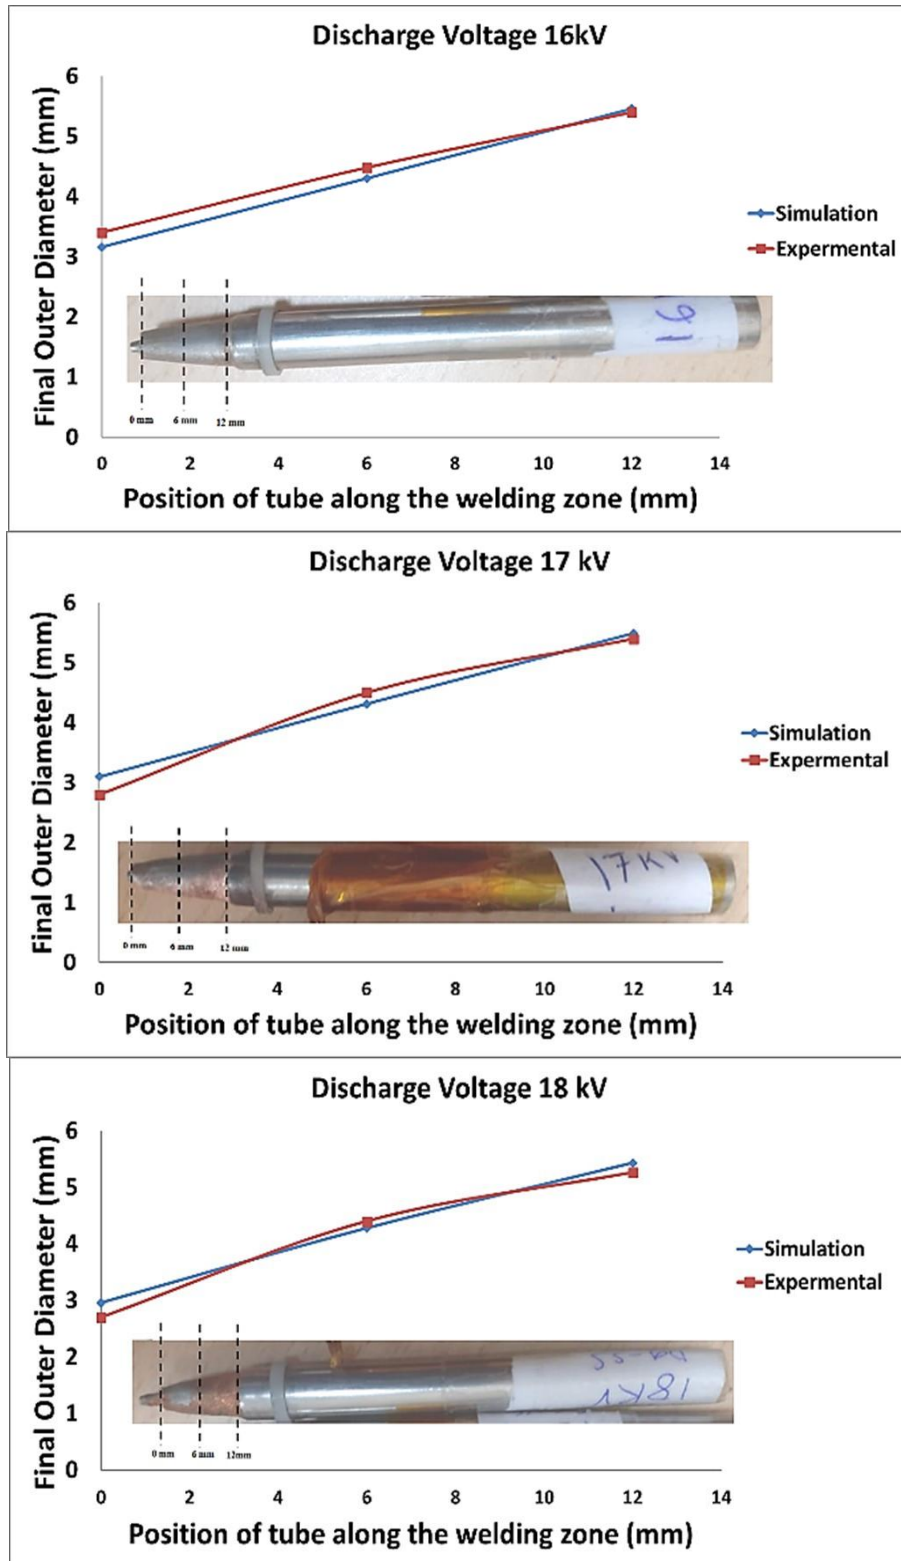 Discharge Voltage 16kV
Final Outer Diameter (mm)
6
5
4
3
2
1
0
Simulation
Expermental
16
0 mm 6 mm 12 mm
0 2 4 6 8 10 12 14
Position of tube along the welding zone (mm)
Discharge Voltage 17 kV
Final Outer Diameter (mm)
6
5
4
3
2
1
0
Simulation
Expermental
17KV
0 mm 6 mm 12 mm
0 2 4 6 8 10 12 14
Position of tube along the welding zone (mm)
Discharge Voltage 18 kV
Final Outer Diameter (mm)
6
5
4
3
2
1
0
Simulation
Expermental
18KV
0 mm 6 mm 12mm
0 2 4 6 8 10 12 14
Position of tube along the welding zone (mm)